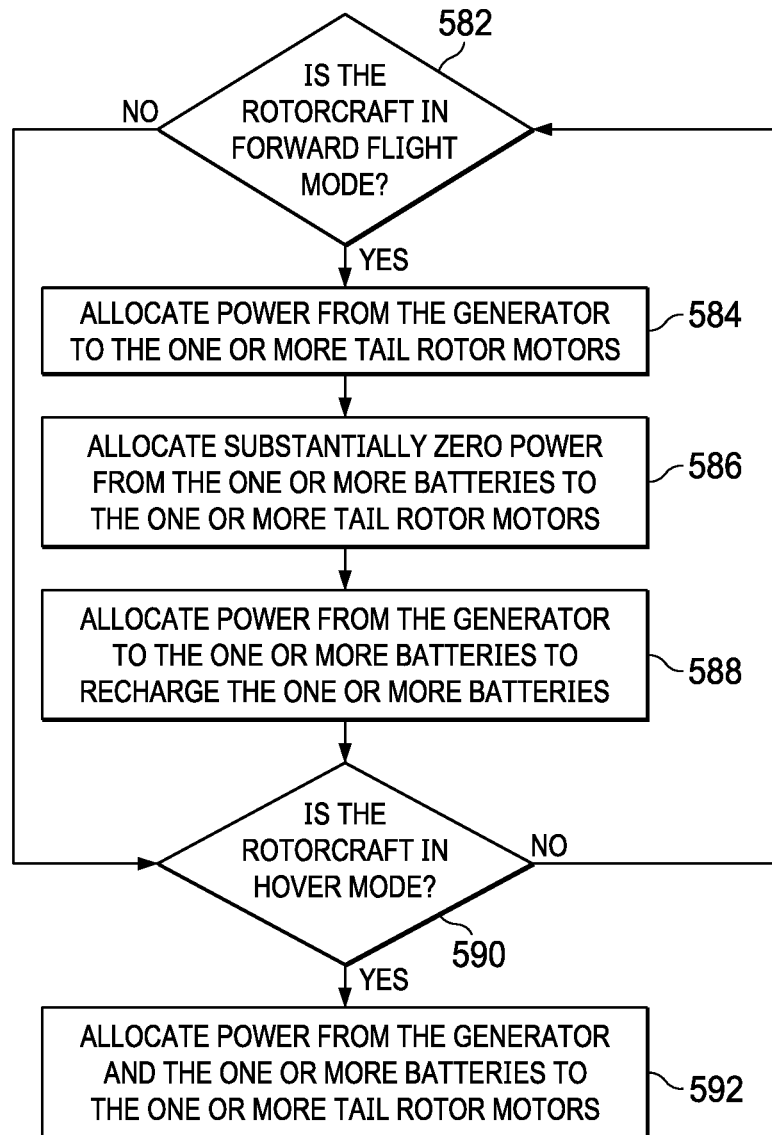 582
IS THE
ROTORCRAFT IN
FORWARD FLIGHT
MODE?
NO
YES
ALLOCATE POWER FROM THE GENERATOR
TO THE ONE OR MORE TAIL ROTOR MOTORS
584
ALLOCATE SUBSTANTIALLY ZERO POWER
FROM THE ONE OR MORE BATTERIES TO
THE ONE OR MORE TAIL ROTOR MOTORS
586
ALLOCATE POWER FROM THE GENERATOR
TO THE ONE OR MORE BATTERIES TO
RECHARGE THE ONE OR MORE BATTERIES
588
IS THE
ROTORCRAFT IN
HOVER MODE?
NO
590
YES
ALLOCATE POWER FROM THE GENERATOR
AND THE ONE OR MORE BATTERIES TO
THE ONE OR MORE TAIL ROTOR MOTORS
592